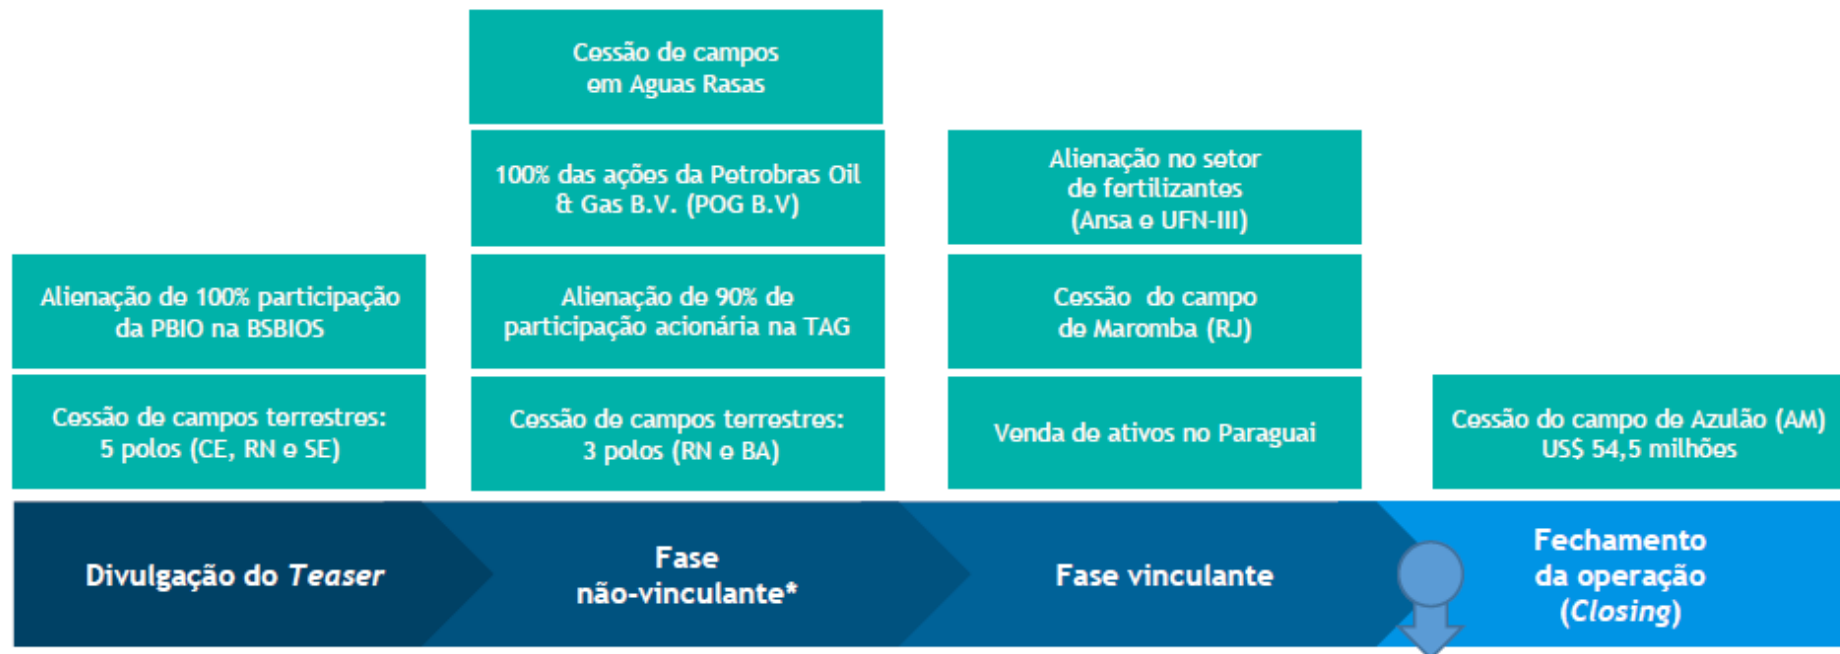 Cessão de campos
em Aguas Rasas
100% das ações da Petrobras Oil
& Gas B.V. (POG B.V)
Alienação no setor
de fertilizantes
(Ansa e UFN-III)
Alienação de 100% participação
da PBIO na BSBIOS
Alienação de 90% de
participação acionária na TAG
Cessão do campo
de Maromba (RJ)
Cessão de campos terrestres:
5 polos (CE, RN e SE)
Cessão de campos terrestres:
3 polos (RN e BA)
Venda de ativos no Paraguai
Cessão do campo de Azulão (AM)
US$ 54,5 milhões
Divulgação do Teaser
Fase
não-vinculante*
Fase vinculante
Fechamento
da operação
(Closing)